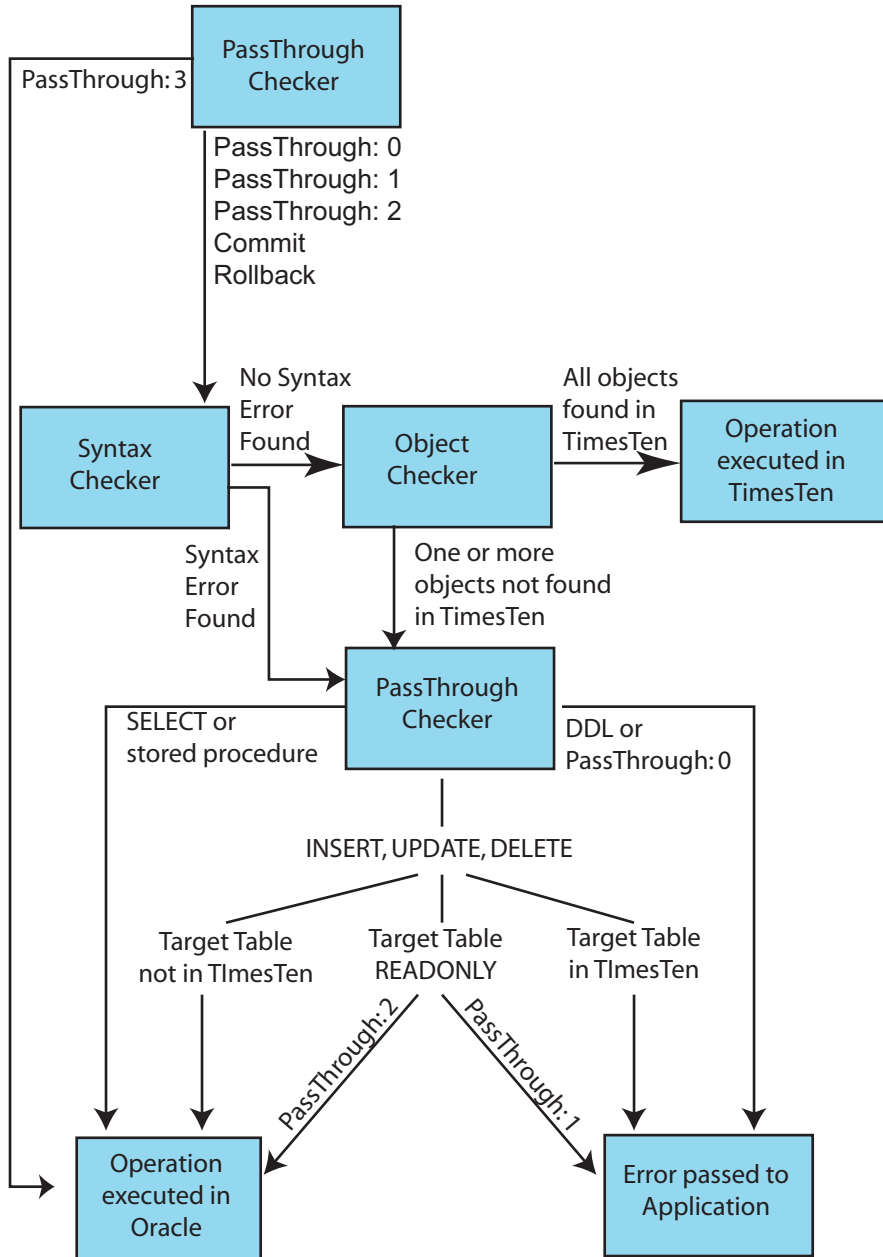 PassThrough
Checker
PassThrough: 3
PassThrough: 0
PassThrough: 1
PassThrough: 2
Commit
Rollback
No Syntax
Error
Found
All objects
found in
TimesTen
Syntax
Checker
Object
Checker
Operation
executed in
TimesTen
Syntax
Error
Found
One or more
objects not found
in TimesTen
PassThrough
Checker
SELECT or
stored procedure
DDL or
PassThrough: 0
INSERT, UPDATE, DELETE
Target Table
not in TImesTen
Target Table
READONLY
Target Table
in TImesTen
PassThrough: 2
PassThrough: 1
Operation
executed in
Oracle
Error passed to
Application